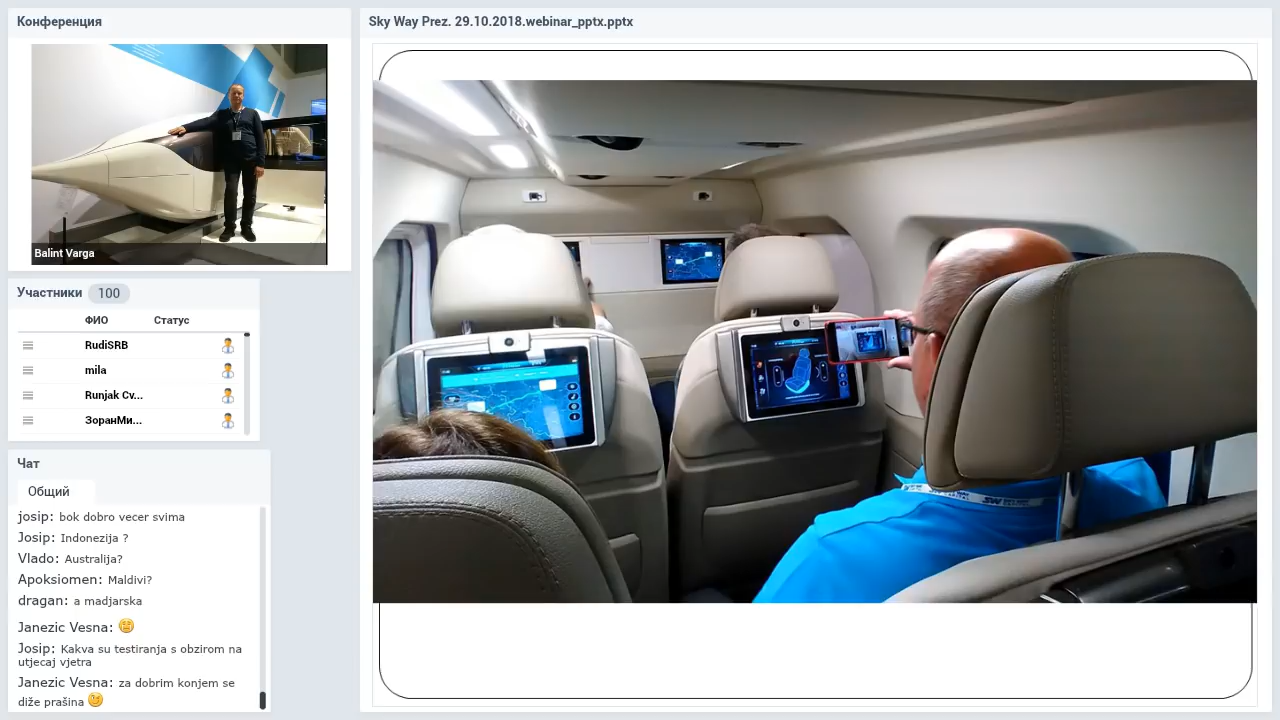 Конференция
Balint Varga
Участники 100
ФИО Статус
RudiSRB
mila
Runjak Cv...
ЗоранМи...
Чат
Общий
josip: bok dobro vecer svima
Josip: Indonezija ?
Vlado: Australija?
Apoksiomen: Maldivi?
dragan: a madjarska
Janezic Vesna:
Josip: Kakva su testiranja s obzirom na
utjecaj vjetra
Janezic Vesna: za dobrim konjem se
diže prašina
Sky Way Prez. 29.10.2018.webinar_pptx.pptx